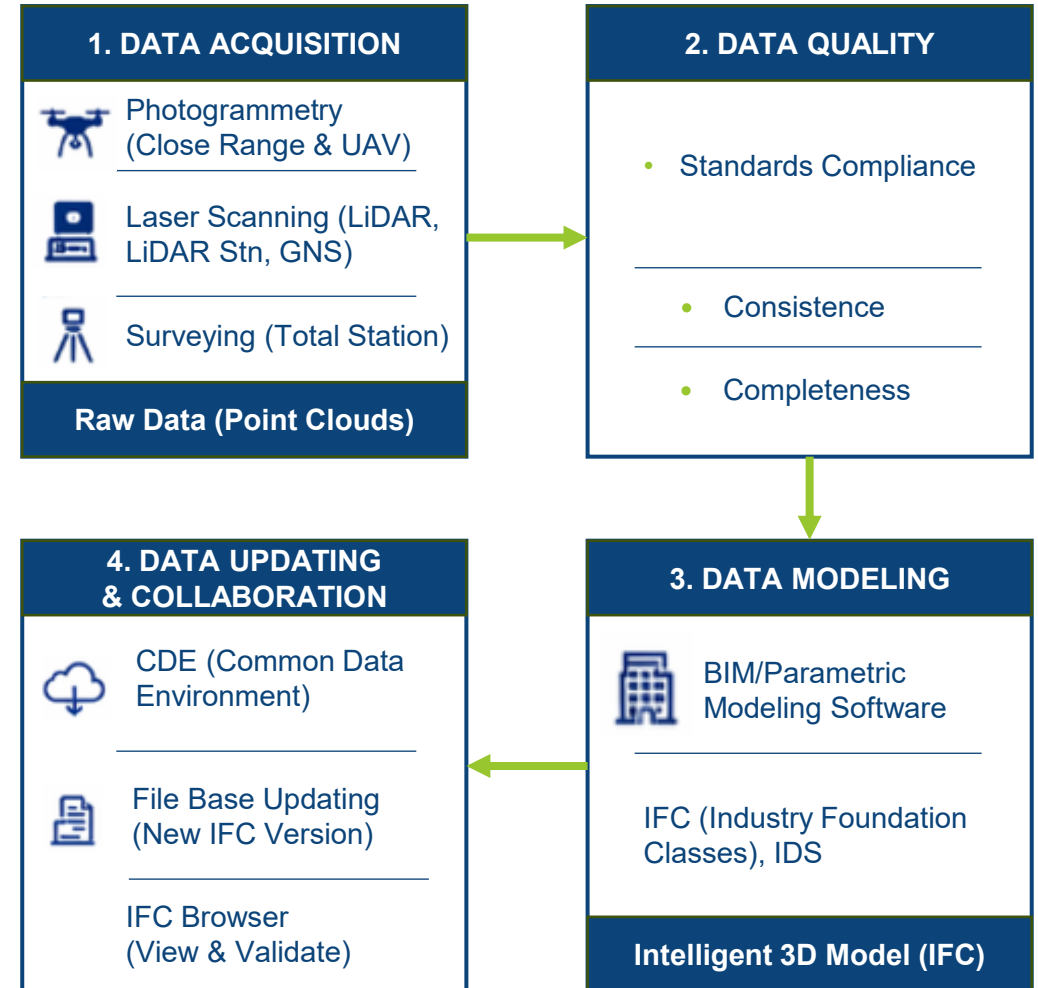 1. DATA ACQUISITION
Photogrammetry
(Close Range & UAV)
Laser Scanning (LiDAR,
LiDAR Stn, GNS)
Surveying (Total Station)
Raw Data (Point Clouds)
2. DATA QUALITY
• Standards Compliance
• Consistence
• Completeness
3. DATA MODELING
BIM/Parametric
Modeling Software
IFC (Industry Foundation
Classes), IDS
Intelligent 3D Model (IFC)
4. DATA UPDATING
& COLLABORATION
CDE (Common Data
Environment)
File Base Updating
(New IFC Version)
IFC Browser
(View & Validate)